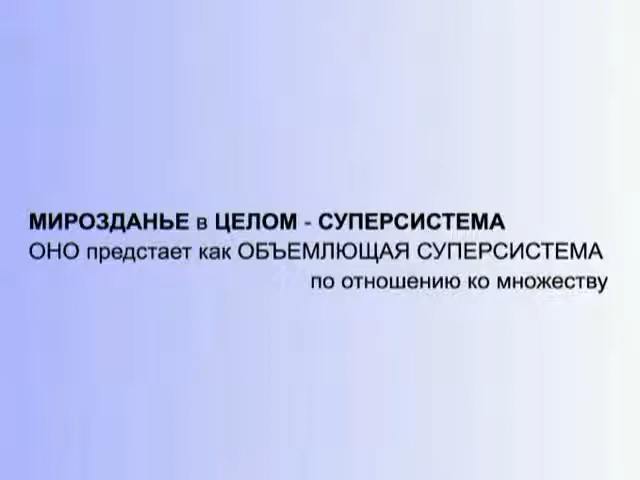 МИРОЗДАНЬЕ в ЦЕЛОМ - СУПЕРСИСТЕМА
ОНО предстает как ОБЪЕМЛЮЩАЯ СУПЕРСИСТЕМА
по отношению ко множеству